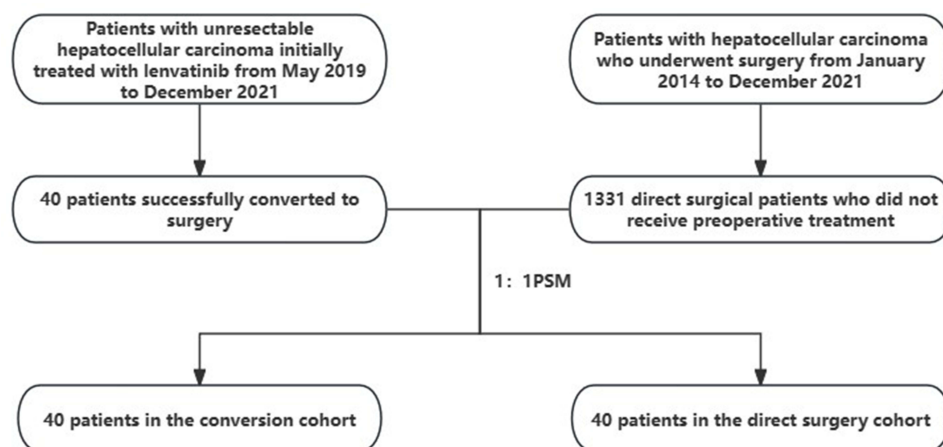 Patients with unresectable
hepatocellular carcinoma initially
treated with lenvatinib from May 2019
to December 2021
Patients with hepatocellular carcinoma
who underwent surgery from January
2014 to December 2021
40 patients successfully converted to
surgery
1331 direct surgical patients who did not
receive preoperative treatment
1: 1PSM
40 patients in the conversion cohort
40 patients in the direct surgery cohort